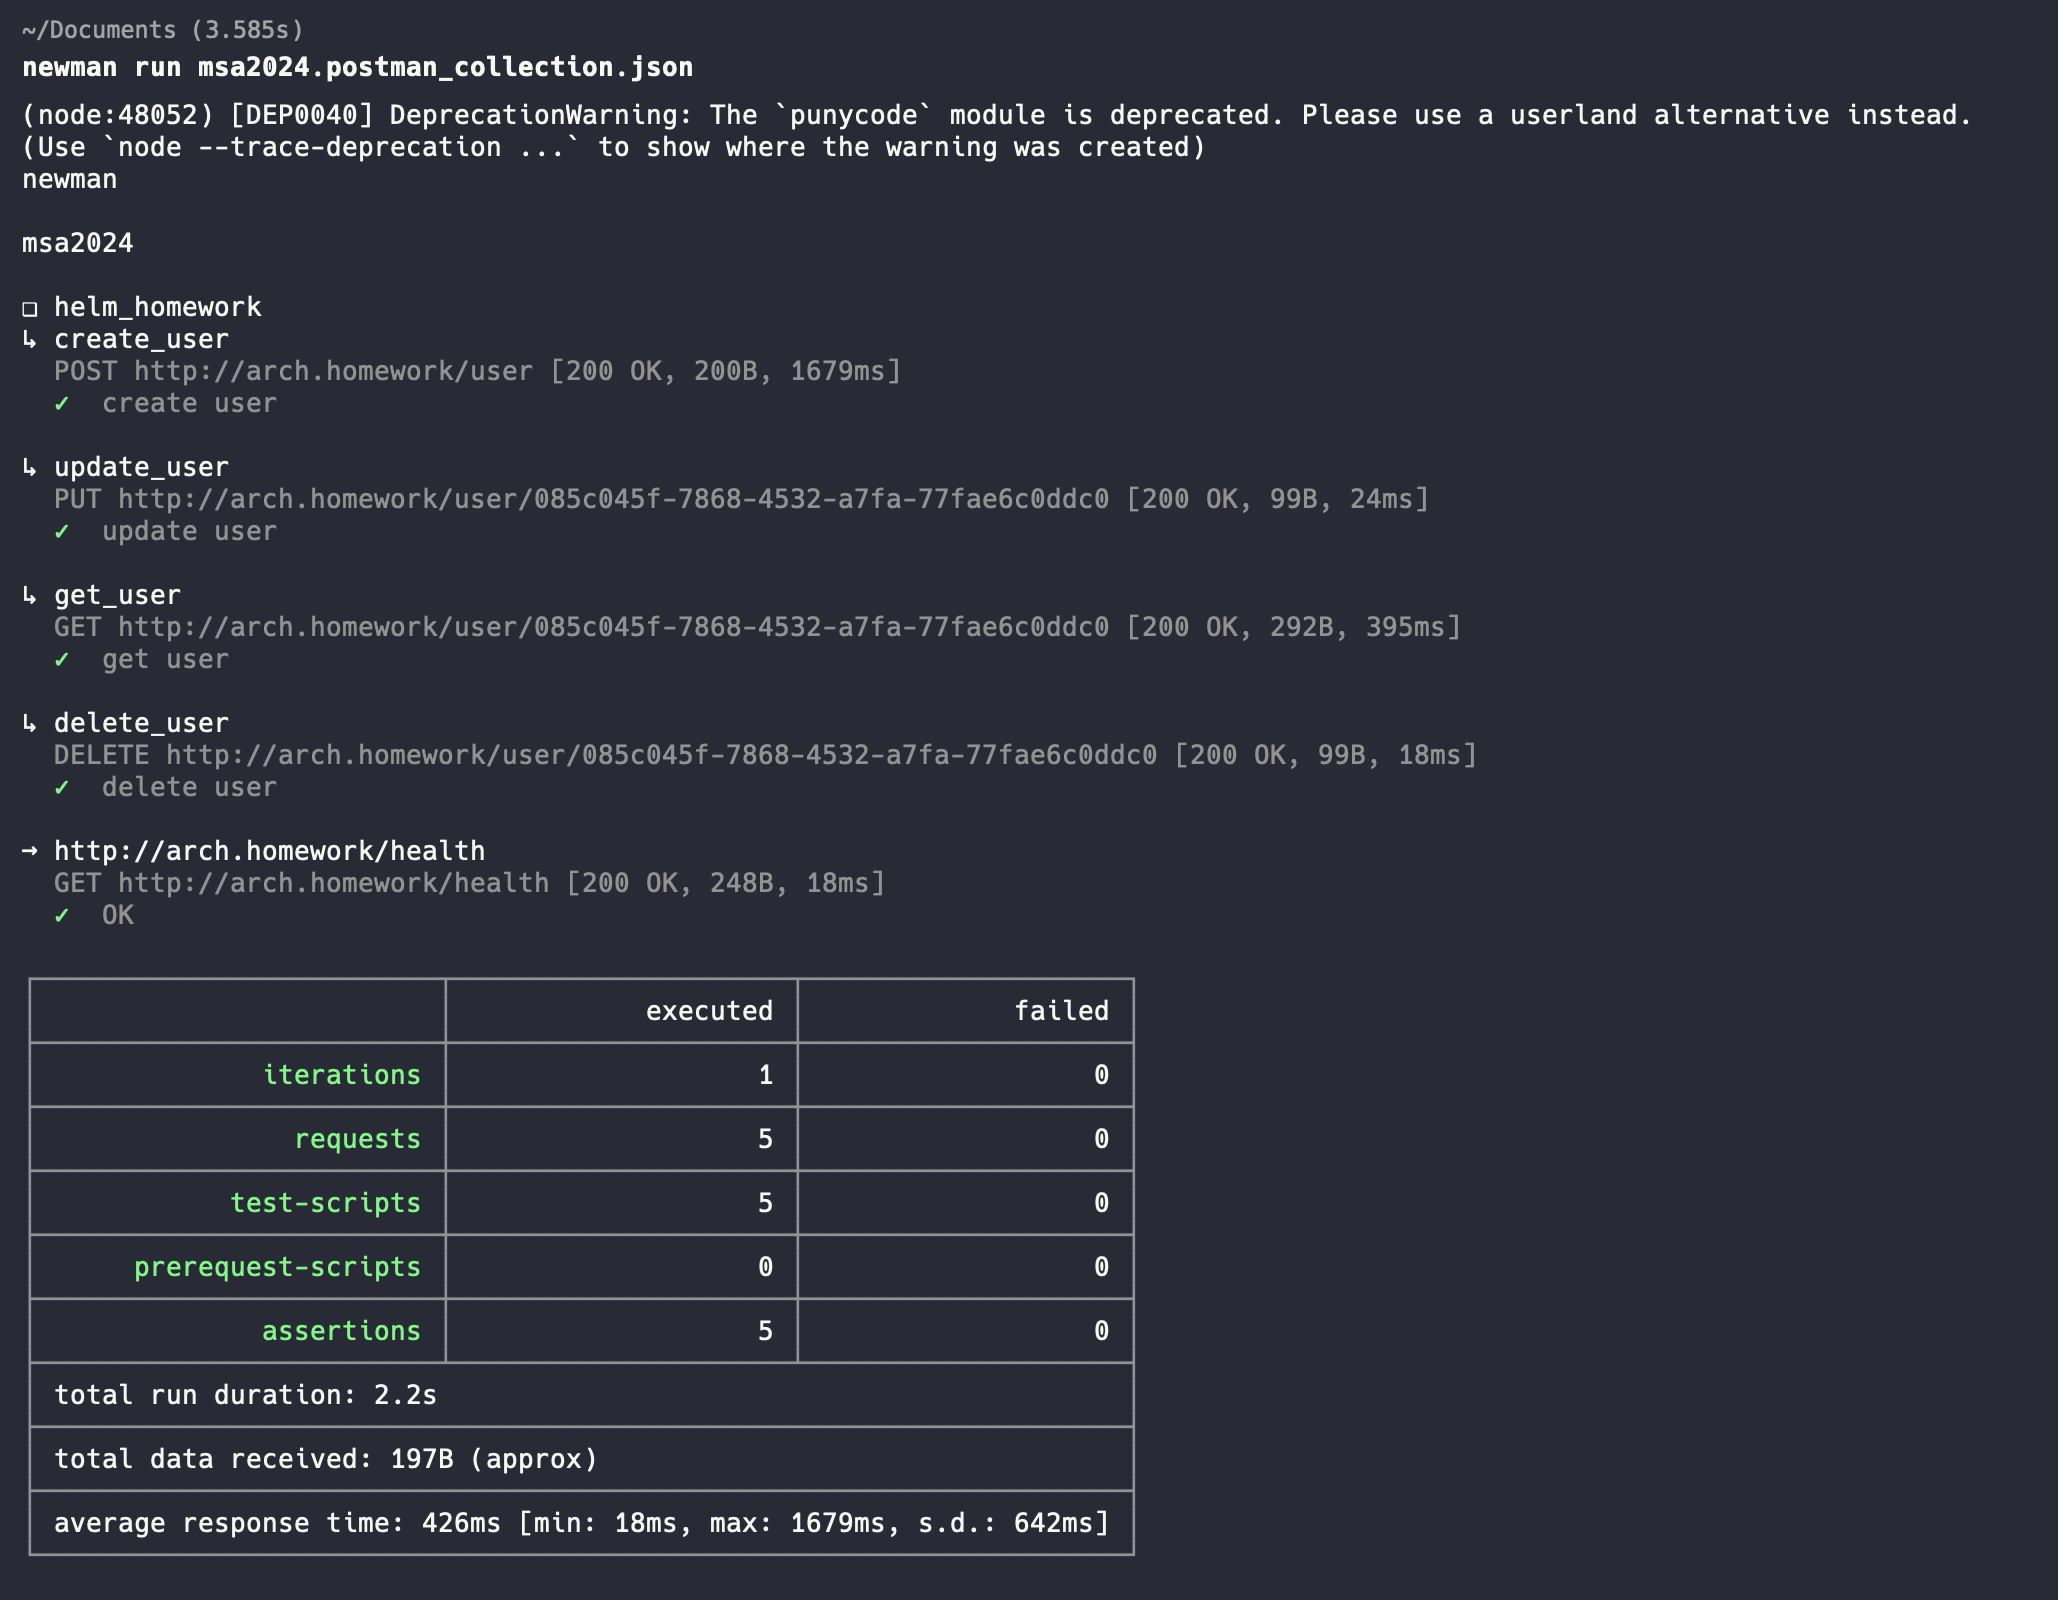 ~/Documents (3.585s)
newman run msa2024.postman_collection.json
(node:48052) [DEP0040] DeprecationWarning: The `punycode` module is deprecated. Please use a userland alternative instead.
(Use `node --trace-deprecation ...` to show where the warning was created)
newman
msa2024
❏ helm_homework
↳ create_user
POST http://arch.homework/user [200 OK, 200B, 1679ms]
✓ create user
↳ update_user
PUT http://arch.homework/user/085c045f-7868-4532-a7fa-77fae6c0ddc0 [200 OK, 99B, 24ms]
✓ update user
↳ get_user
GET http://arch.homework/user/085c045f-7868-4532-a7fa-77fae6c0ddc0 [200 OK, 292B, 395ms]
✓ get user
↳ delete_user
DELETE http://arch.homework/user/085c045f-7868-4532-a7fa-77fae6c0ddc0 [200 OK, 99B, 18ms]
✓ delete user
→ http://arch.homework/health
GET http://arch.homework/health [200 OK, 248B, 18ms]
✓ OK
executed failed
iterations 1 0
requests 5 0
test-scripts 5 0
prerequest-scripts 0 0
assertions 5 0
total run duration: 2.2s
total data received: 197B (approx)
average response time: 426ms [min: 18ms, max: 1679ms, s.d.: 642ms]